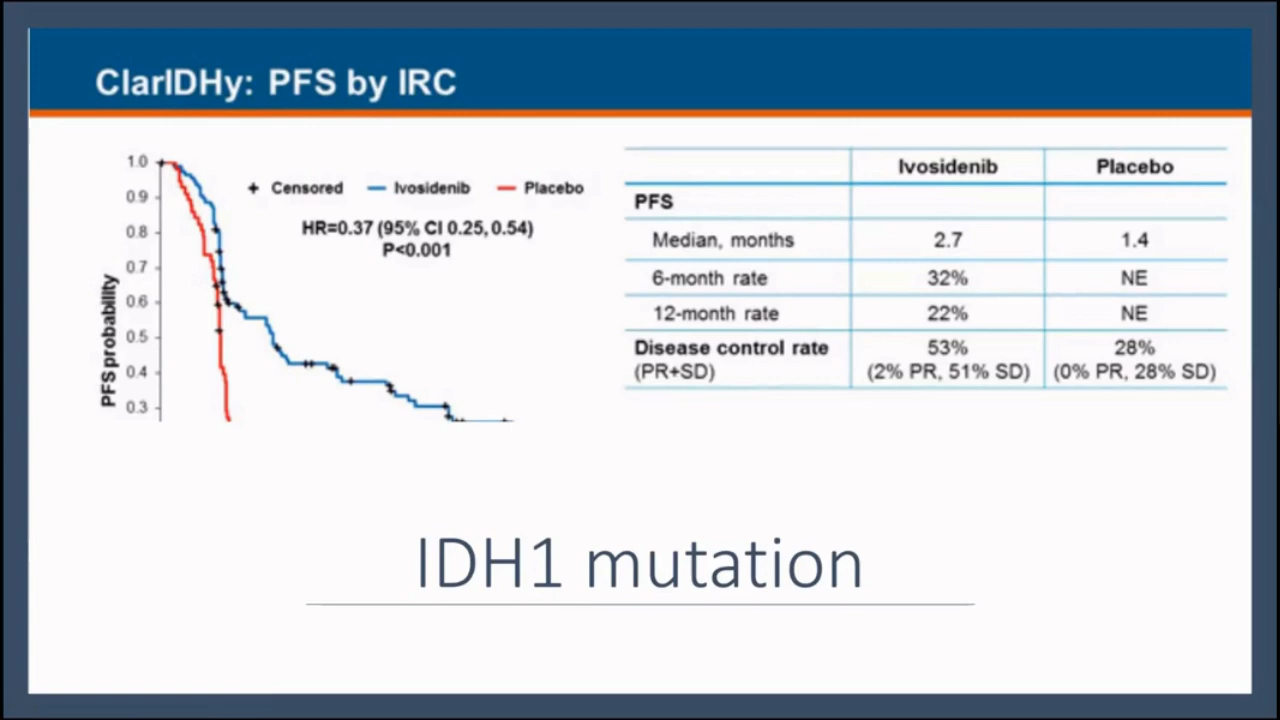 ClarIDHy: PFS by IRC
1.0
0.9
0.8
0.7
0.6
0.5
0.4
0.3
PFS probability
Censored Ivosidenib Placebo
HR=0.37 (95% CI 0.25, 0.54)
P<0.001
Ivosidenib Placebo
PFS
Median, months 2.7 1.4
6-month rate 32% NE
12-month rate 22% NE
Disease control rate 53% 28%
(PR+SD) (2% PR, 51% SD) (0% PR, 28% SD)
IDH1 mutation